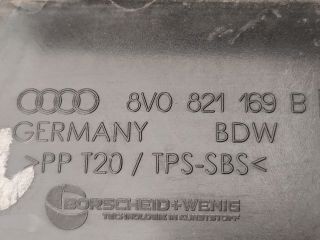 8V0 821 169 B
GERMANY BDW
>PP T20 / TPS-SBS<
BORSCHEID+WENIG
TECHNOLOGIE IN KUNSTSTOFF